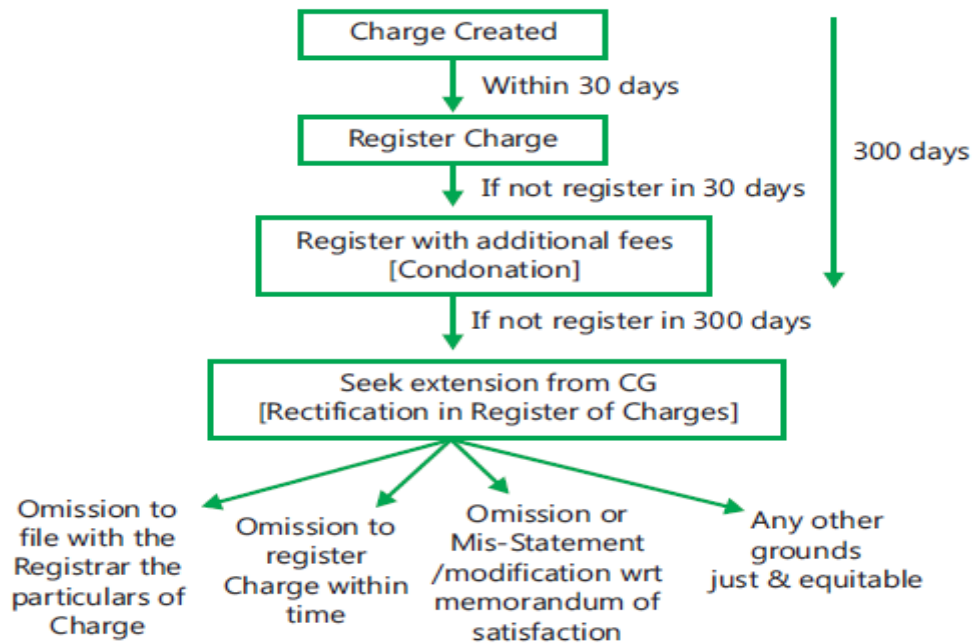 Charge Created
Within 30 days
Register Charge
300 days
If not register in 30 days
Register with additional fees
[Condonation]
If not register in 300 days
Seek extension from CG
[Rectification in Register of Charges]
Omission to
file with the
Registrar the
particulars of
Charge
Omission to
register
Charge within
time
Omission or
Mis-Statement
/modification wrt
memorandum of
satisfaction
Any other
grounds
just & equitable